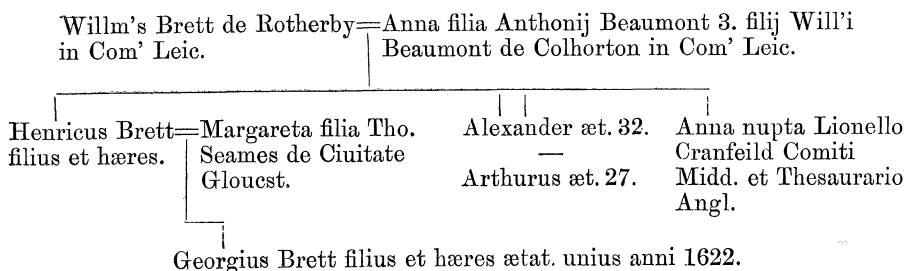 Willm's Brett de Rotherby=Anna filia Anthonij Beaumont 3. filij Will'i
in Com' Leic. Beaumont de Colhorton in Com' Leic.
Henricus Brett=Margareta filia Tho.
filius et hæres. Seames de Ciuitate
Gloucst.
Alexander æt. 32.
—
Arthurus æt. 27.
Anna nupta Lionello
Cranfeild Comiti
Midd. et Thesaurario
Angl.
Georgius Brett filius et hæres ætat. unius anni 1622.